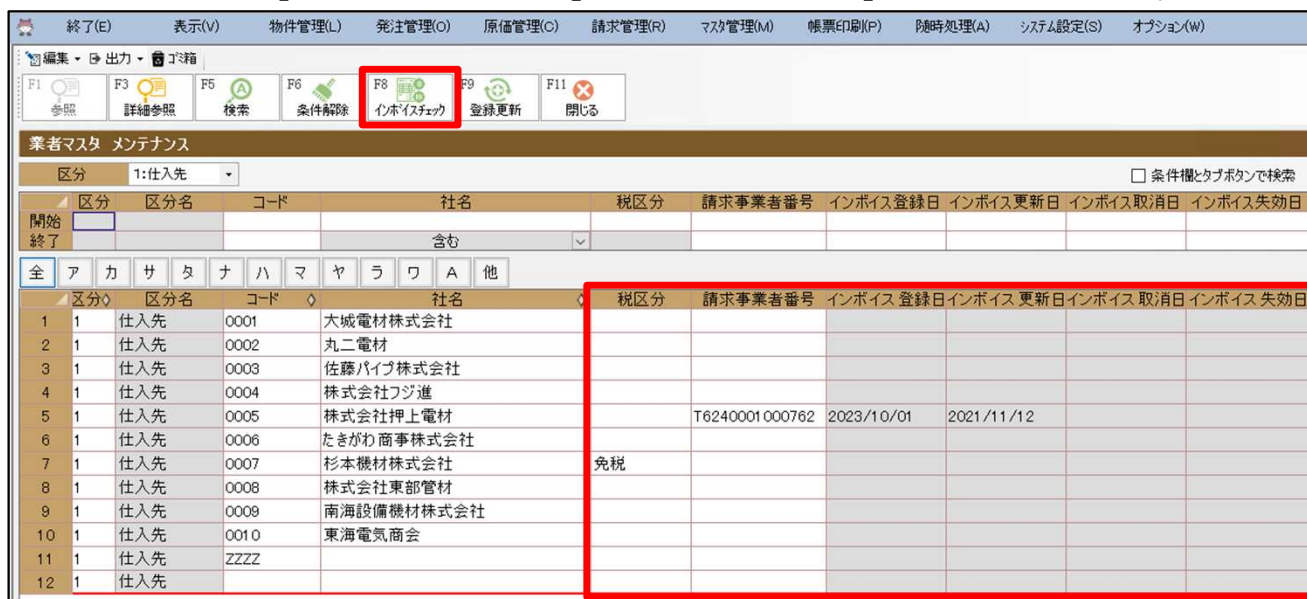 終了(E) 表示(V) 物件管理(L) 発注管理(O) 原価管理(C) 請求管理(R) マスタ管理(M) 帳票印刷(P) 随時処理(A) システム設定(S) オプション(W)
編集 出力 ゴミ箱
F1 参照 F3 詳細参照 F5 検索 F6 条件解除 F8 インボイスチェック F9 登録更新 F11 閉じる
業者マスタ メンテナンス
区分 1:仕入先 条件欄とタブボタンで検索
区分 区分名 コード 社名 税区分 請求事業者番号 インボイス登録日 インボイス更新日 インボイス取消日 インボイス失効日
開始
終了 含む
全 ア カ サ タ ナ ハ マ ヤ ラ ワ A 他
区分 区分名 コード 社名 税区分 請求事業者番号 インボイス登録日 インボイス更新日 インボイス取消日 インボイス失効日
1 1 仕入先 0001 大城電材株式会社
2 1 仕入先 0002 丸二電材
3 1 仕入先 0003 佐藤パイプ株式会社
4 1 仕入先 0004 株式会社フジ進
5 1 仕入先 0005 株式会社押上電材 T6240001000762 2023/10/01 2021/11/12
6 1 仕入先 0006 たきがわ商事株式会社
7 1 仕入先 0007 杉本機材株式会社 免税
8 1 仕入先 0008 株式会社東部管材
9 1 仕入先 0009 南海設備機材株式会社
10 1 仕入先 0010 東海電気商会
11 1 仕入先 ZZZZ
12 1 仕入先